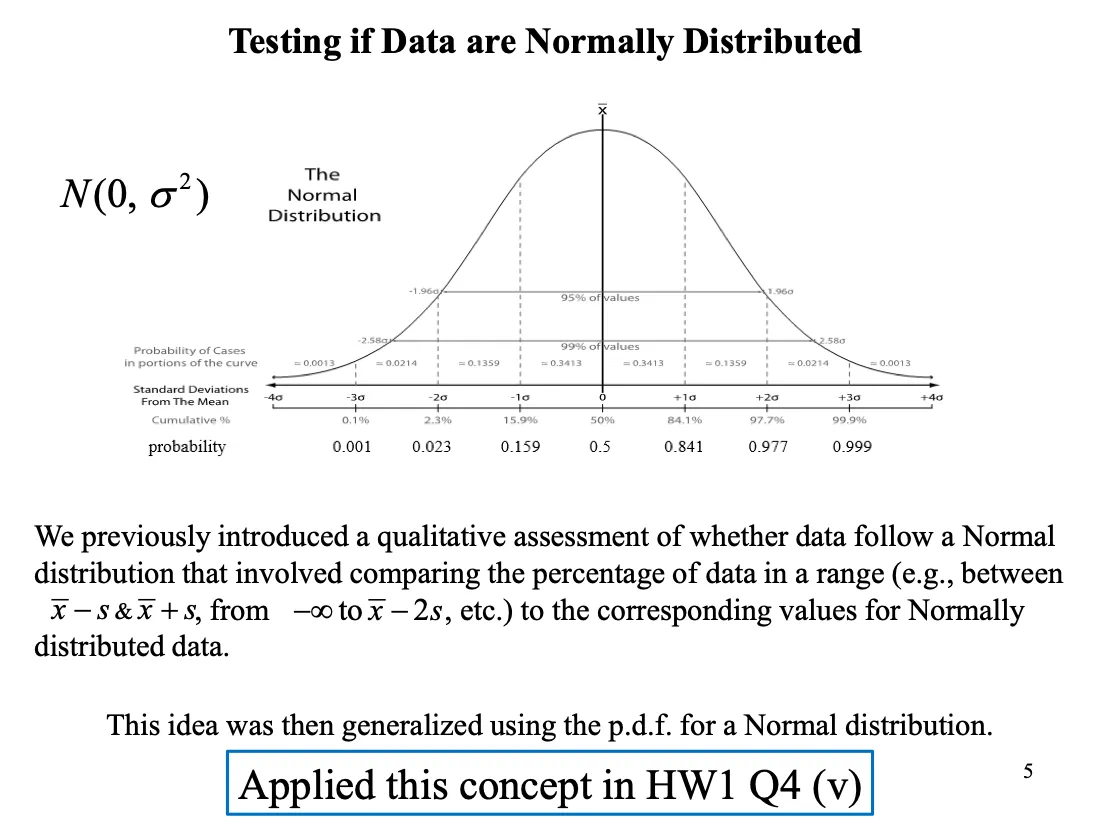 Testing if Data are Normally Distributed
x̅
N(0, σ²)
The
Normal
Distribution
-1.96σ 1.96σ
95% of values
-2.58σ 2.58σ
99% of values
Probability of Cases
in portions of the curve
≈ 0.0013 ≈ 0.0214 ≈ 0.1359 ≈ 0.3413 ≈ 0.3413 ≈ 0.1359 ≈ 0.0214 ≈ 0.0013
Standard Deviations
From The Mean
-4σ -3σ -2σ -1σ 0 +1σ +2σ +3σ +4σ
Cumulative % 0.1% 2.3% 15.9% 50% 84.1% 97.7% 99.9%
probability 0.001 0.023 0.159 0.5 0.841 0.977 0.999
We previously introduced a qualitative assessment of whether data follow a Normal
distribution that involved comparing the percentage of data in a range (e.g., between
x̅ − s & x̅ + s, from −∞ to x̅ − 2s, etc.) to the corresponding values for Normally
distributed data.
This idea was then generalized using the p.d.f. for a Normal distribution.
Applied this concept in HW1 Q4 (v)
5